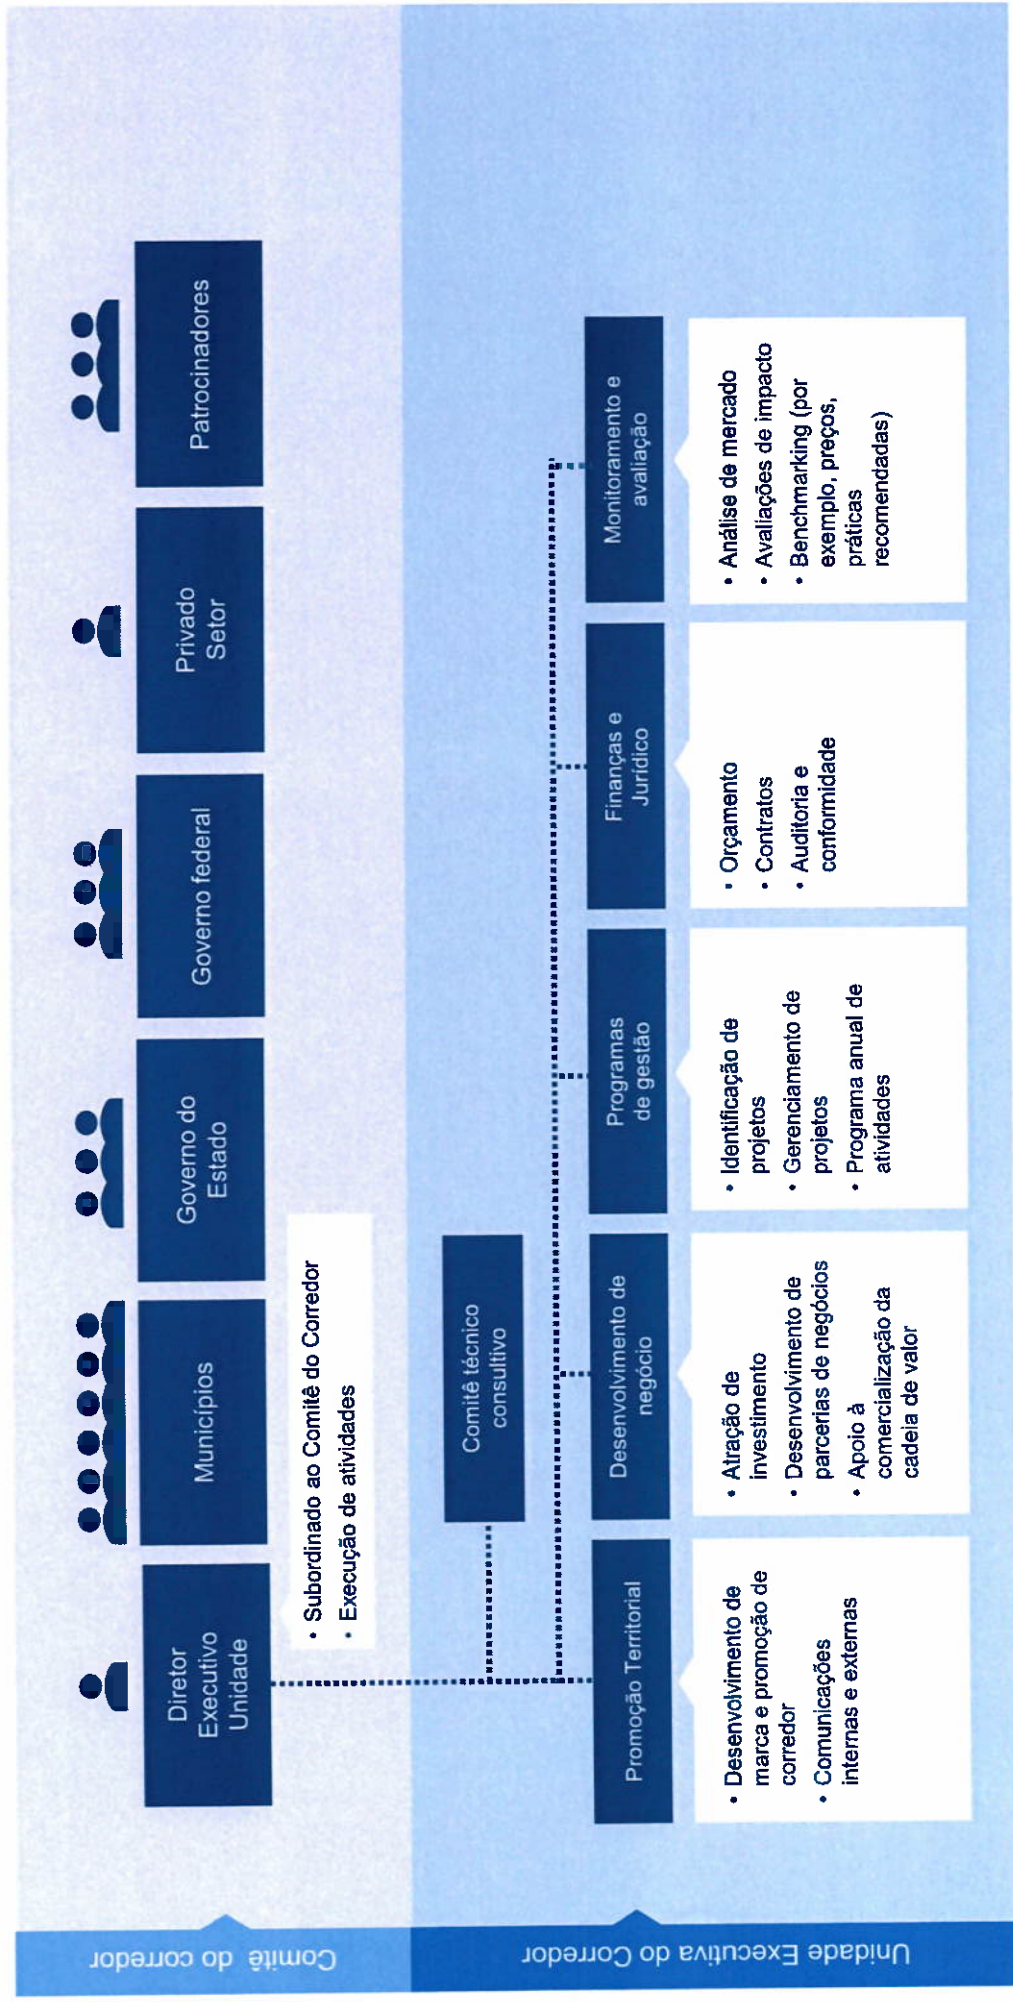 Comitê do corredor
Diretor
Executivo
Unidade
Municípios
Governo do
Estado
Governo federal
Privado
Setor
Patrocinadores
• Subordinado ao Comitê do Corredor
• Execução de atividades
Unidade Executiva do Corredor
Comitê técnico
consultivo
Promoção Territorial
• Desenvolvimento de
marca e promoção de
corredor
• Comunicações
internas e externas
Desenvolvimento de
negócio
• Atração de
investimento
• Desenvolvimento de
parcerias de negócios
• Apoio à
comercialização da
cadeia de valor
Programas
de gestão
• Identificação de
projetos
• Gerenciamento de
projetos
• Programa anual de
atividades
Finanças e
Jurídico
• Orçamento
• Contratos
• Auditoria e
conformidade
Monitoramento e
avaliação
• Análise de mercado
• Avaliações de impacto
• Benchmarking (por
exemplo, preços,
práticas
recomendadas)